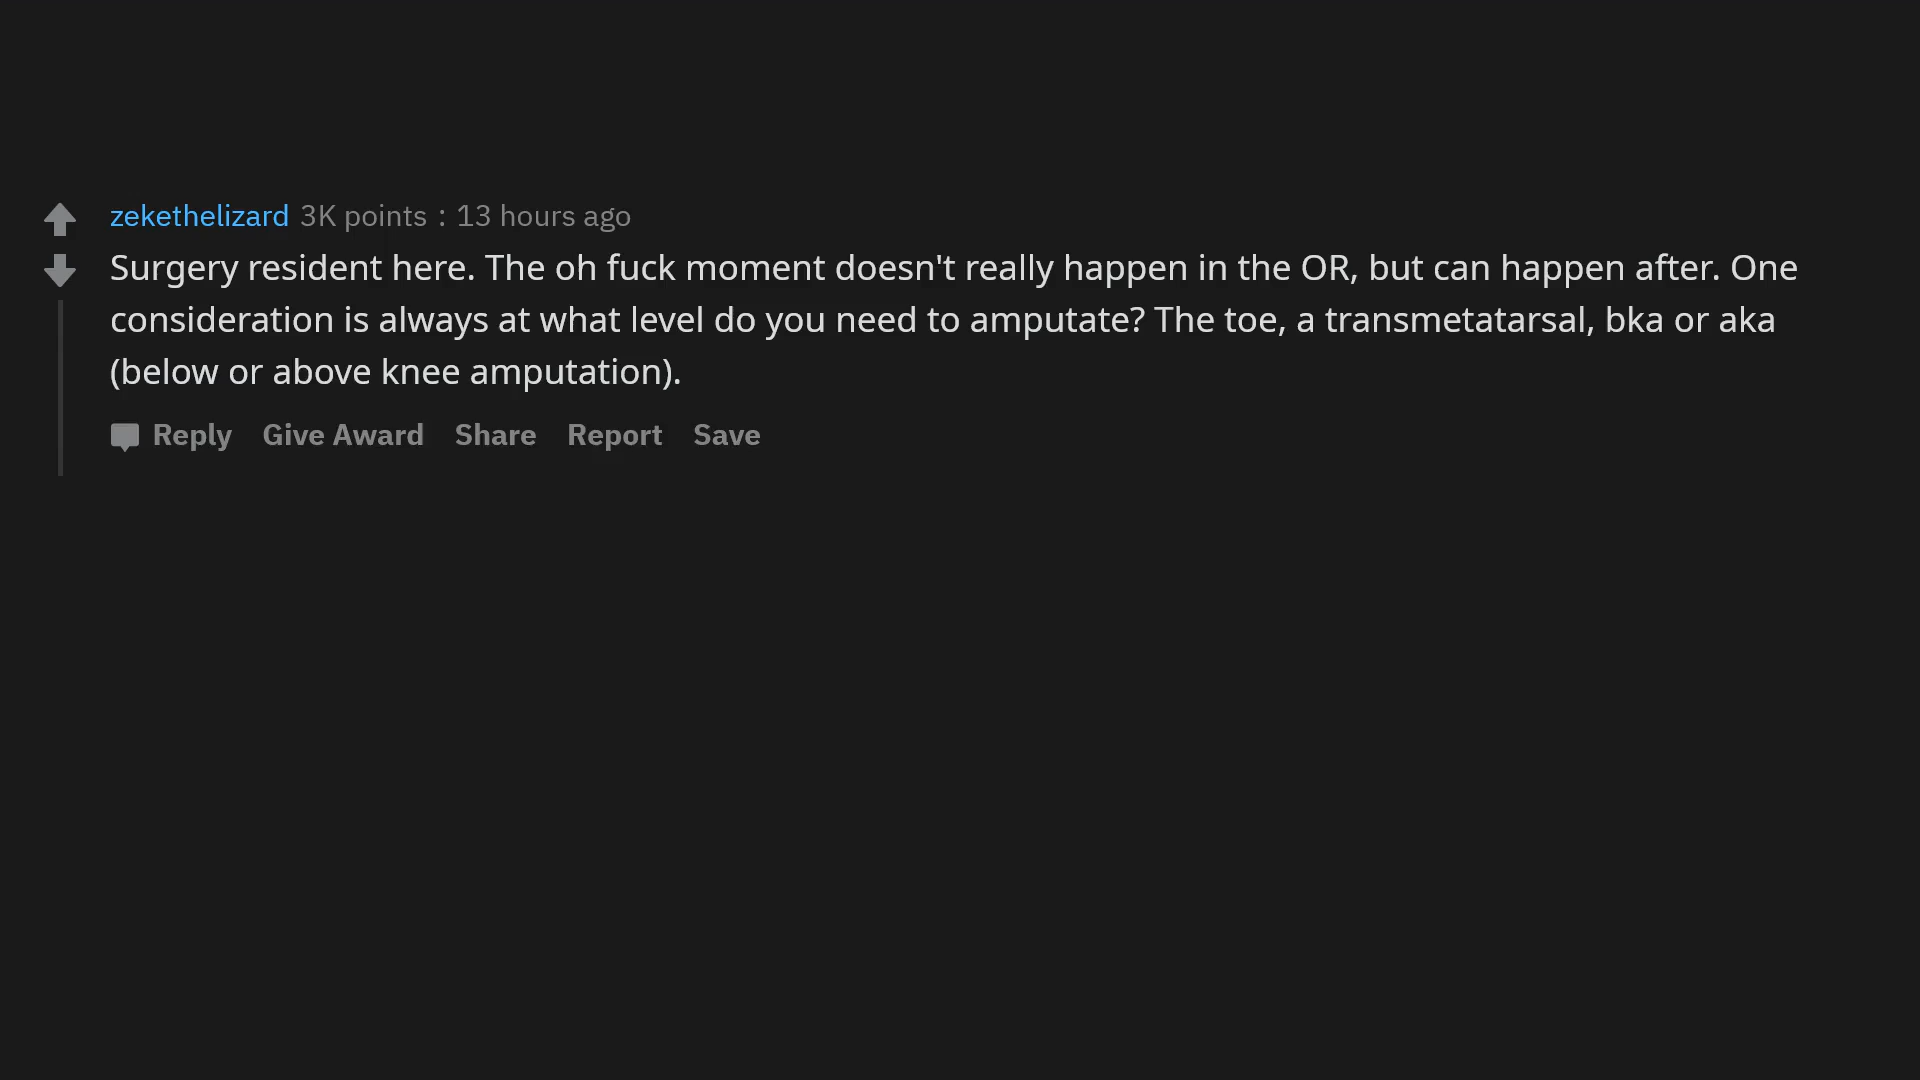 zekethelizard 3K points : 13 hours ago
Surgery resident here. The oh fuck moment doesn't really happen in the OR, but can happen after. One
consideration is always at what level do you need to amputate? The toe, a transmetatarsal, bka or aka
(below or above knee amputation).
Reply Give Award Share Report Save